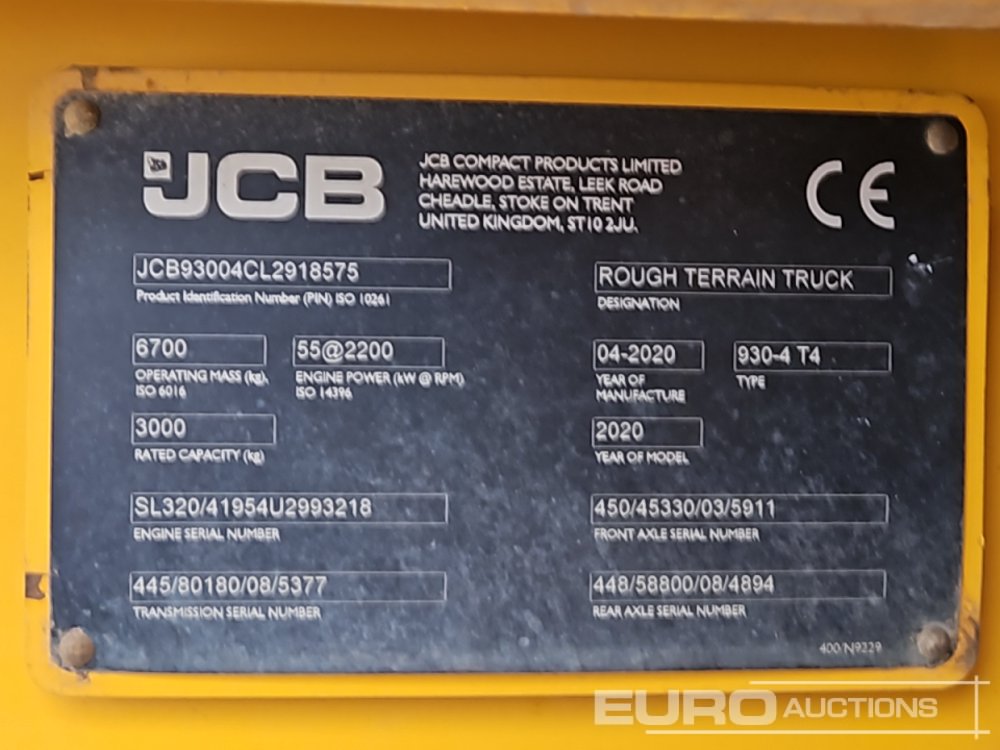 JCB
JCB COMPACT PRODUCTS LIMITED
HAREWOOD ESTATE, LEEK ROAD
CHEADLE, STOKE ON TRENT
UNITED KINGDOM, ST10 2JU.
CE
JCB93004CL2918575
Product Identification Number (PIN) ISO 10261
ROUGH TERRAIN TRUCK
DESIGNATION
6700
OPERATING MASS (kg).
ISO 6016
55@2200
ENGINE POWER (kW @ RPM)
ISO 14396
04-2020
YEAR OF
MANUFACTURE
930-4 T4
TYPE
3000
RATED CAPACITY (kg)
2020
YEAR OF MODEL
SL320/41954U2993218
ENGINE SERIAL NUMBER
450/45330/03/5911
FRONT AXLE SERIAL NUMBER
445/80180/08/5377
TRANSMISSION SERIAL NUMBER
448/58800/08/4894
REAR AXLE SERIAL NUMBER
400/N9229
EURO AUCTIONS